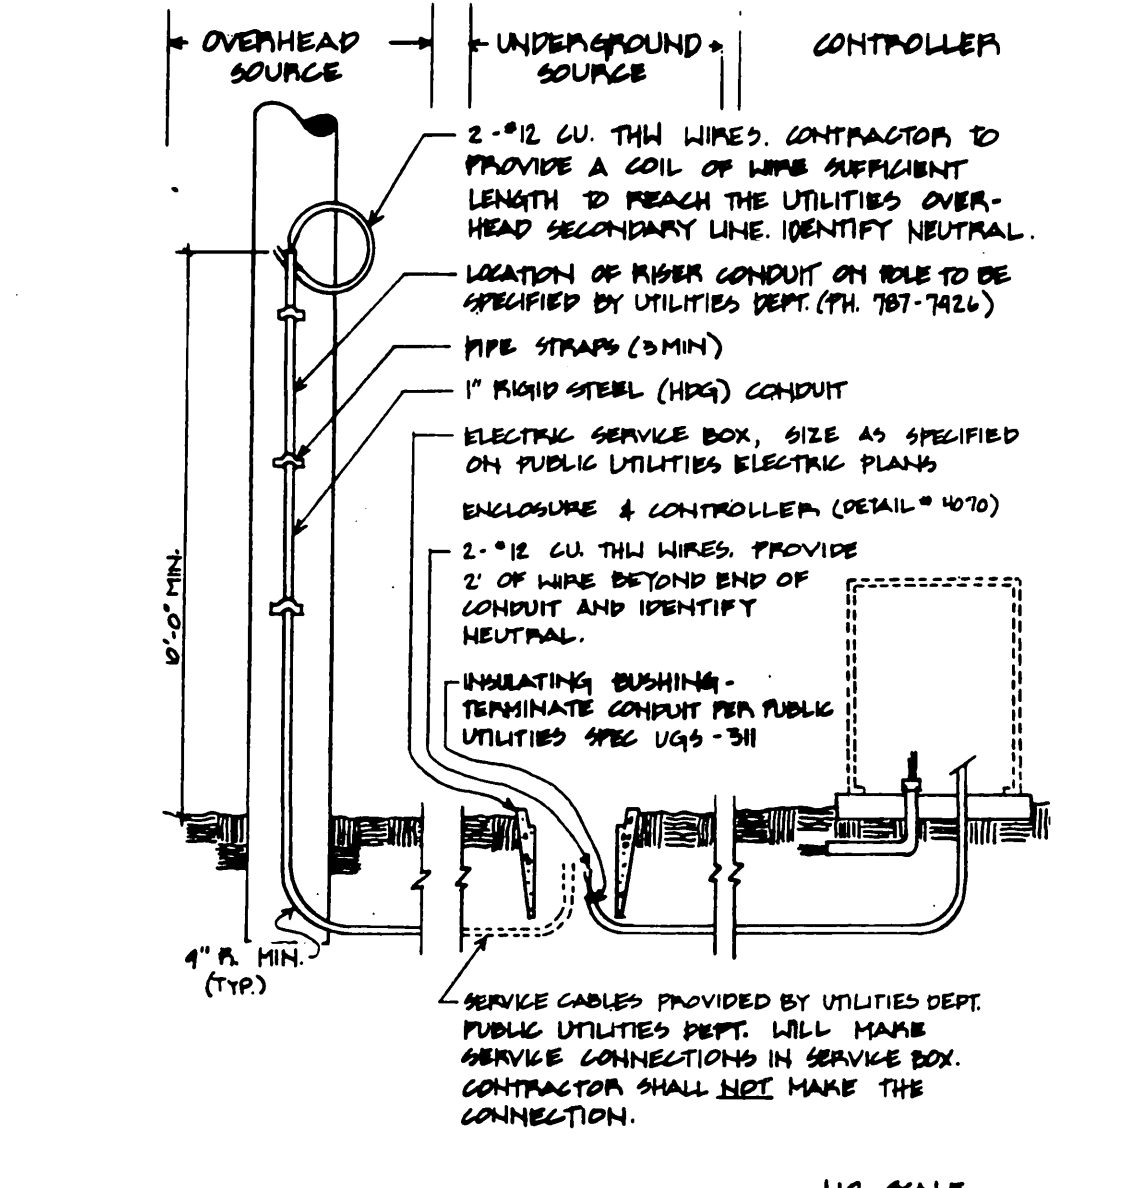 OVERHEAD SOURCE
UNDERGROUND SOURCE
CONTROLLER
2-#12 CU. THW WIRES. CONTRACTOR TO
PROVIDE A COIL OF WIRE SUFFICIENT
LENGTH TO REACH THE UTILITIES OVER-
HEAD SECONDARY LINE. IDENTIFY NEUTRAL.
LOCATION OF RISER CONDUIT ON POLE TO BE
SPECIFIED BY UTILITIES DEPT. (PH. 787-7426)
PIPE STRAPS (3 MIN)
1" RIGID STEEL (HDG) CONDUIT
ELECTRIC SERVICE BOX, SIZE AS SPECIFIED
ON PUBLIC UTILITIES ELECTRIC PLANS
ENCLOSURE & CONTROLLER (DETAIL # 4070)
2-#12 CU. THW WIRES. PROVIDE
2' OF WIRE BEYOND END OF
CONDUIT AND IDENTIFY
NEUTRAL.
INSULATING BUSHING-
TERMINATE CONDUIT PER PUBLIC
UTILITIES SPEC UGS-311
MIN.
R. MIN.
(TYP.)
SERVICE CABLES PROVIDED BY UTILITIES DEPT.
PUBLIC UTILITIES DEPT. WILL MAKE
SERVICE CONNECTIONS IN SERVICE BOX.
CONTRACTOR SHALL NOT MAKE THE
CONNECTION.